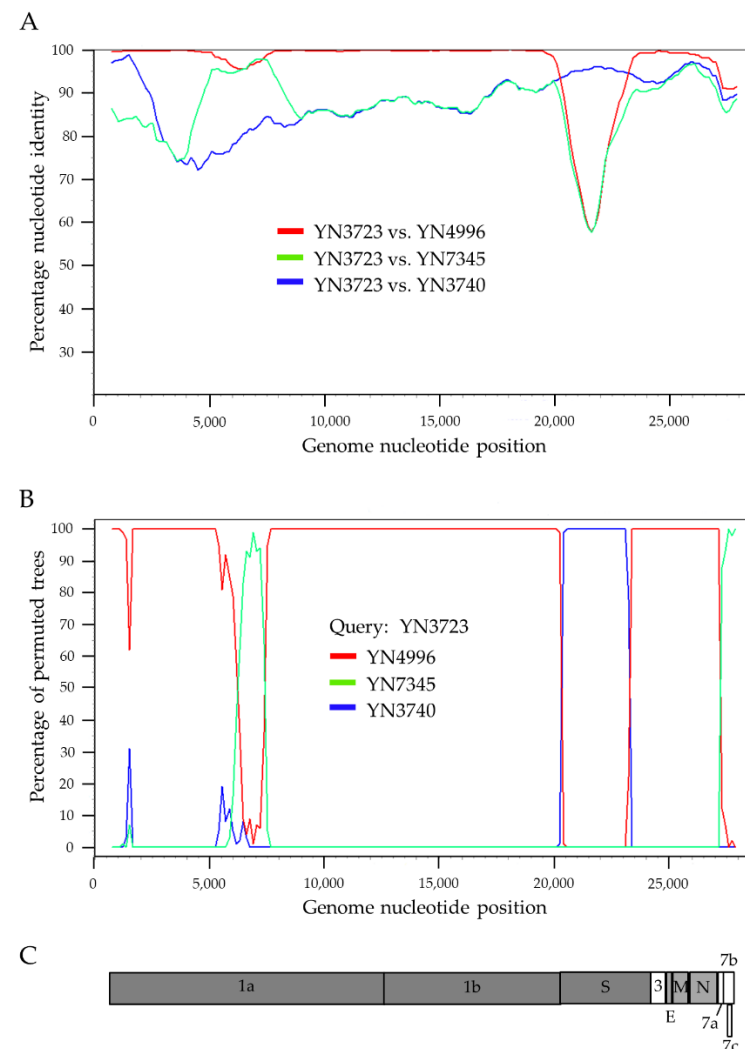 A
Percentage nucleotide identity
100
90
80
70
60
50
40
30
YN3723 vs. YN4996
YN3723 vs. YN7345
YN3723 vs. YN3740
0 5,000 10,000 15,000 20,000 25,000
Genome nucleotide position
B
Percentage of permuted trees
100
90
80
70
60
50
40
30
20
10
0
Query: YN3723
YN4996
YN7345
YN3740
0 5,000 10,000 15,000 20,000 25,000
Genome nucleotide position
C
7b
1a 1b S 3 M N
E 7a
7c